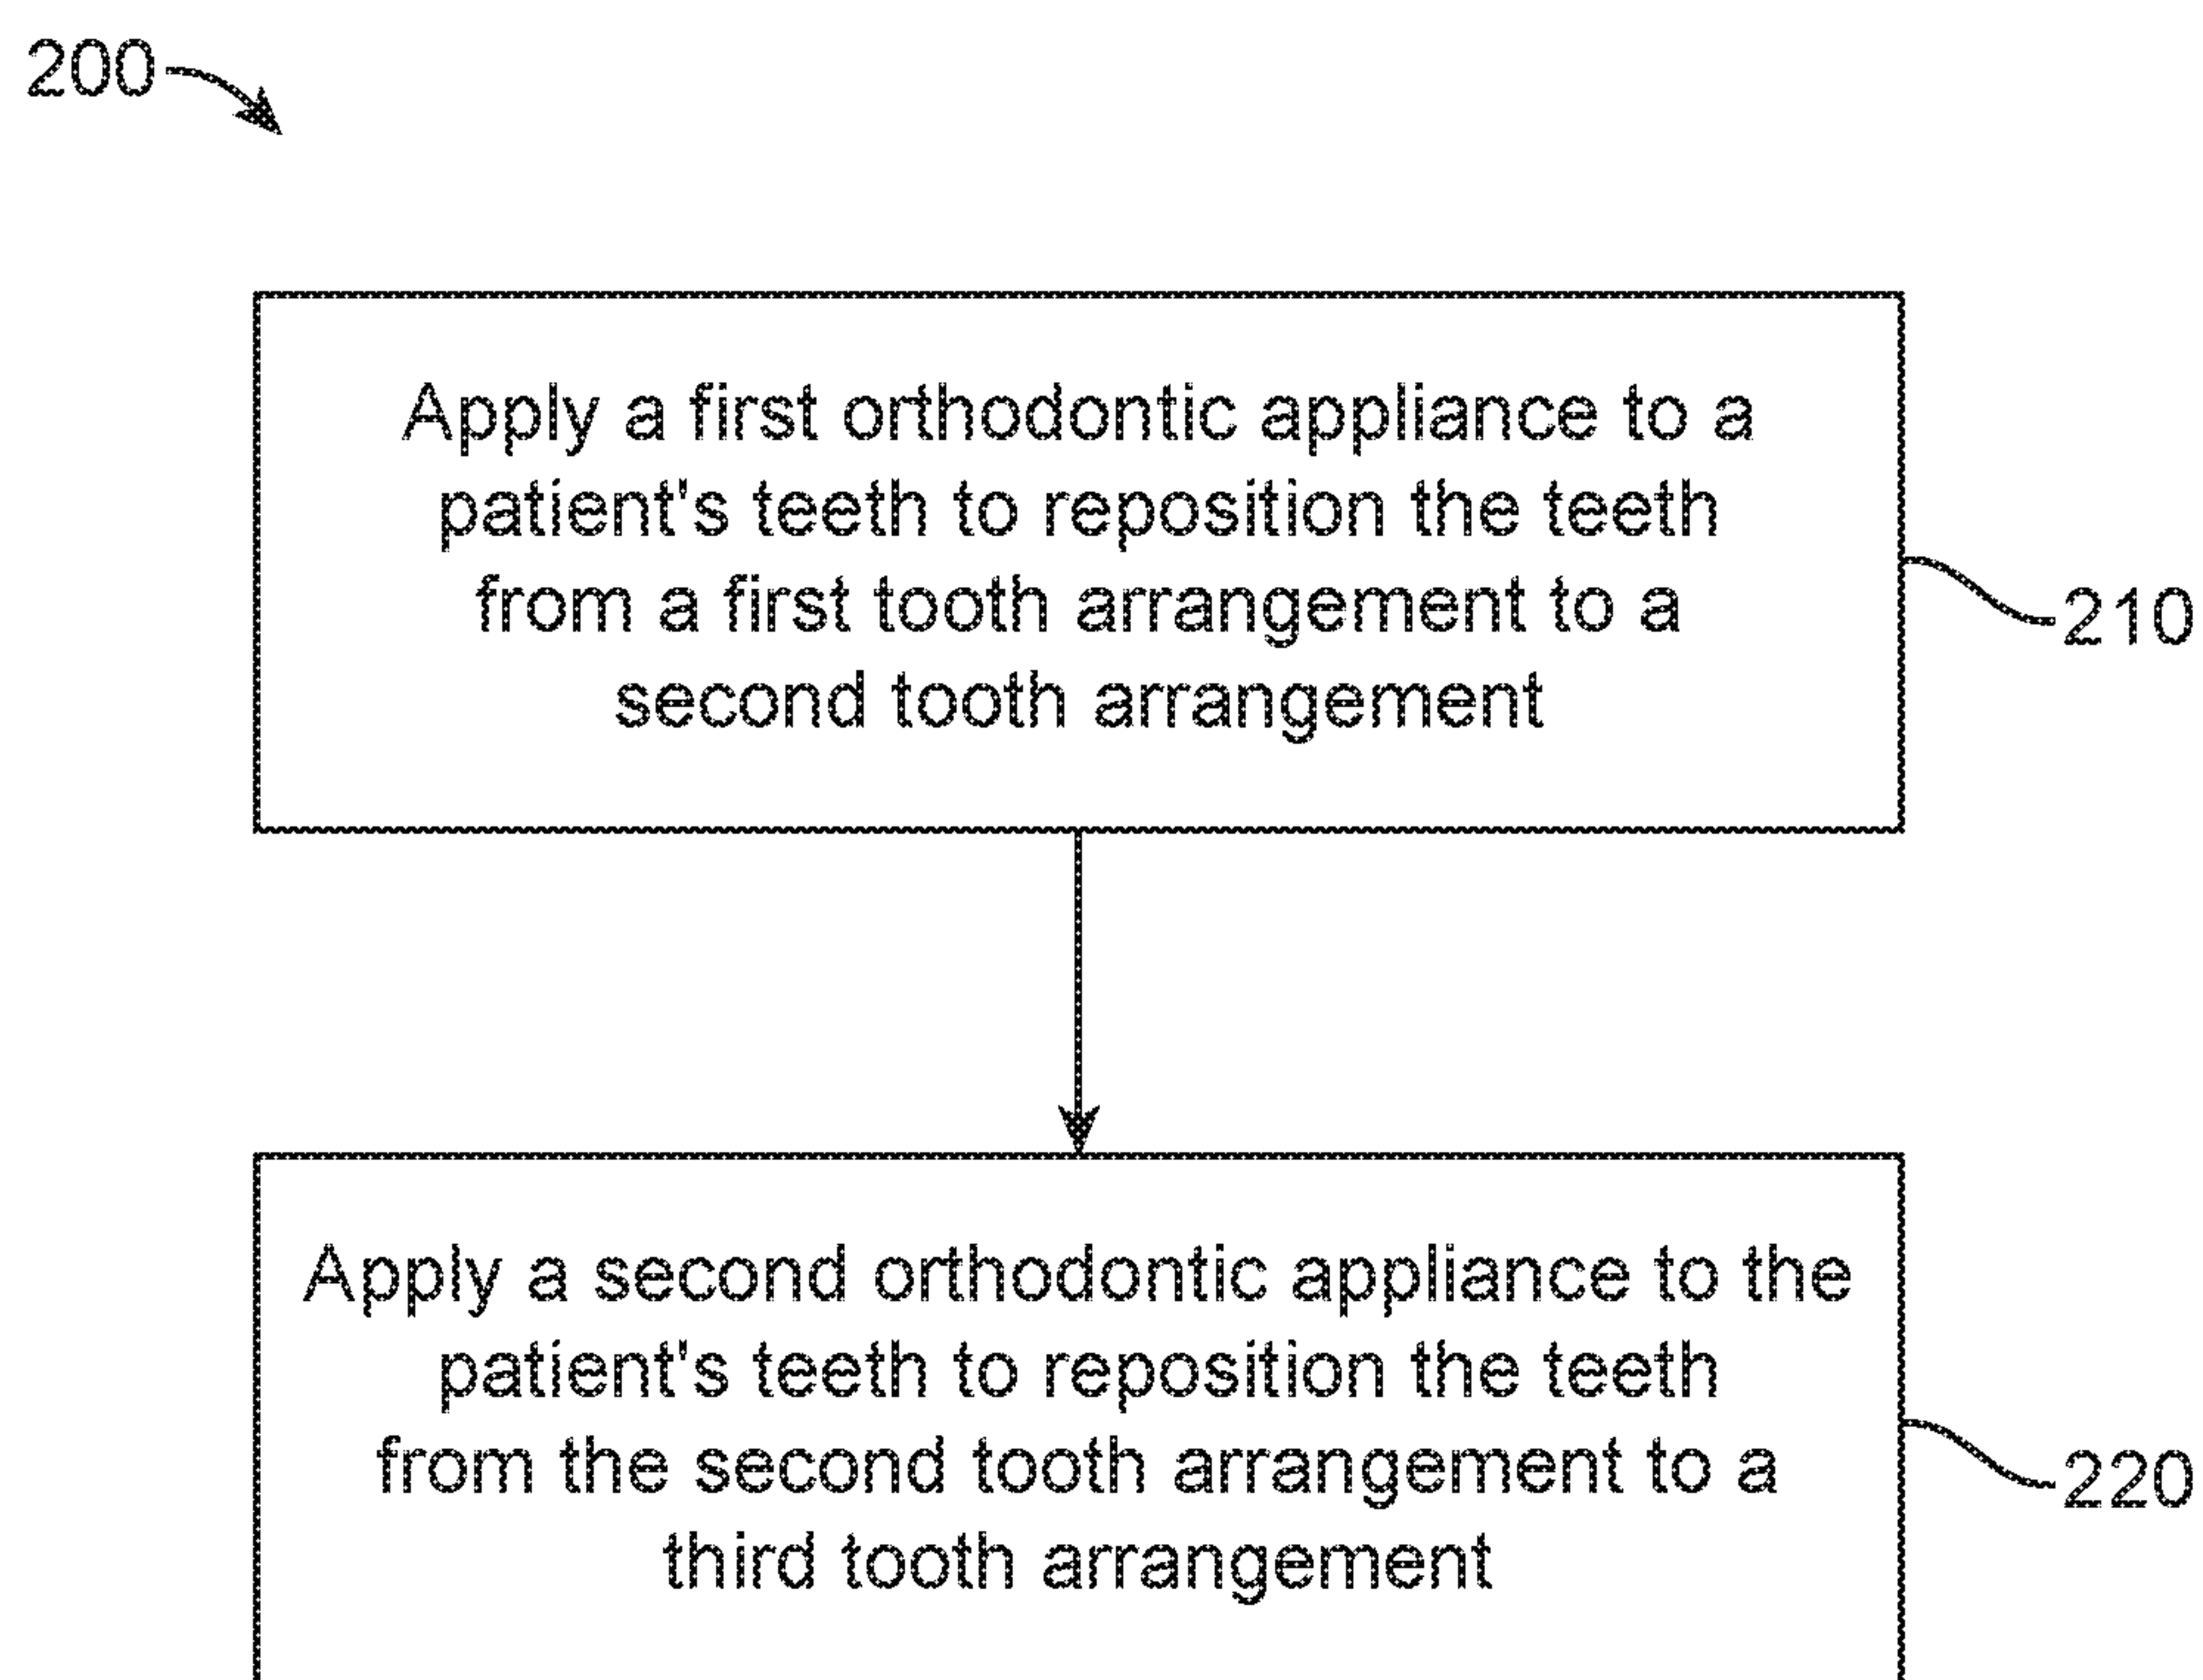 200
Apply a first orthodontic appliance to a
patient's teeth to reposition the teeth
from a first tooth arrangement to a
second tooth arrangement
210
Apply a second orthodontic appliance to the
patient's teeth to reposition the teeth
from the second tooth arrangement to a
third tooth arrangement
220